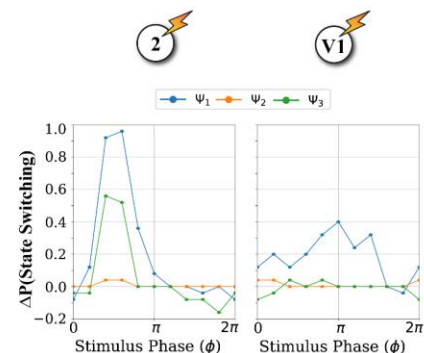 2
V1
Ψ₁ Ψ₂ Ψ₃
ΔP(State Switching)
1.0
0.8
0.6
0.4
0.2
0.0
−0.2
0 π 2π 0 π 2π
Stimulus Phase (ϕ) Stimulus Phase (ϕ)